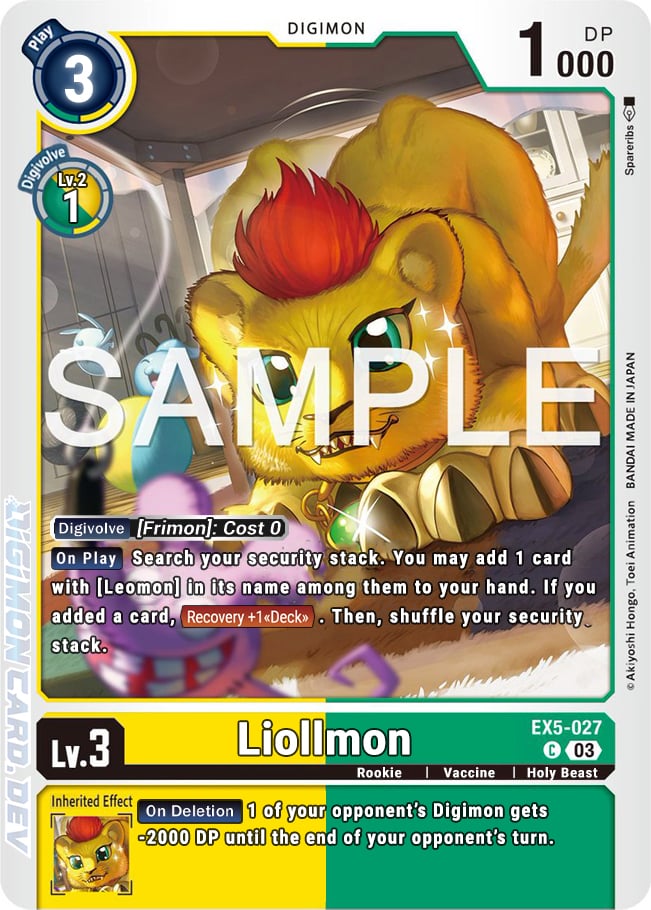 DIGIMON
Play
3
DP
1000
Digivolve
Lv.2
1
Spareribs
SAMPLE
Digivolve [Frimon]: Cost 0
On Play Search your security stack. You may add 1 card
with [Leomon] in its name among them to your hand. If you
added a card, Recovery +1«Deck» . Then, shuffle your security
stack.
© Akiyoshi Hongo, Toei Animation BANDAI MADE IN JAPAN
DIGIMONCARD.DEV
Lv.3
Liollmon
EX5-027
C 03
Rookie | Vaccine | Holy Beast
Inherited Effect
On Deletion 1 of your opponent's Digimon gets
-2000 DP until the end of your opponent's turn.